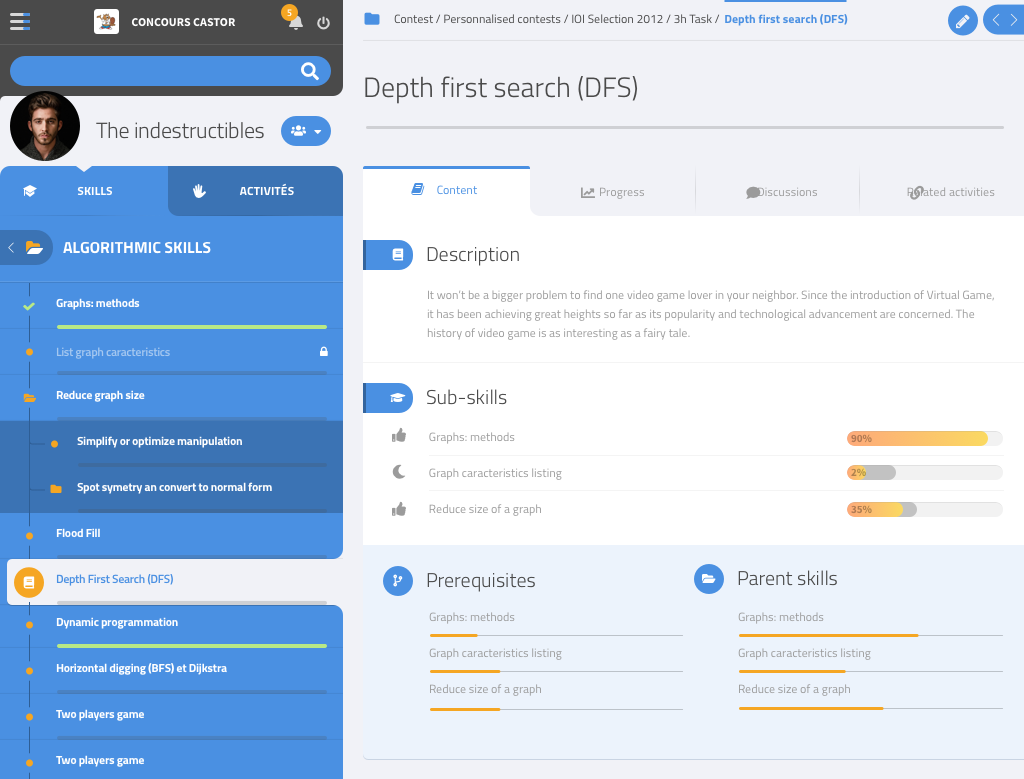 CONCOURS CASTOR
5
The indestructibles
SKILLS
ACTIVITÉS
ALGORITHMIC SKILLS
Graphs: methods
List graph caracteristics
Reduce graph size
Simplify or optimize manipulation
Spot symetry an convert to normal form
Flood Fill
Depth First Search (DFS)
Dynamic programmation
Horizontal digging (BFS) et Dijkstra
Two players game
Two players game
Contest / Personnalised contests / IOI Selection 2012 / 3h Task / Depth first search (DFS)
Depth first search (DFS)
Content
Progress
Discussions
Related activities
Description
It won't be a bigger problem to find one video game lover in your neighbor. Since the introduction of Virtual Game,
it has been achieving great heights so far as its popularity and technological advancement are concerned. The
history of video game is as interesting as a fairy tale.
Sub-skills
Graphs: methods
90%
Graph caracteristics listing
2%
Reduce size of a graph
35%
Prerequisites
Graphs: methods
Graph caracteristics listing
Reduce size of a graph
Parent skills
Graphs: methods
Graph caracteristics listing
Reduce size of a graph